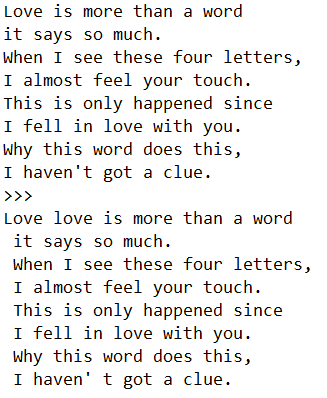 Love is more than a word
it says so much.
When I see these four letters,
I almost feel your touch.
This is only happened since
I fell in love with you.
Why this word does this,
I haven't got a clue.
>>>
Love love is more than a word
 it says so much.
 When I see these four letters,
 I almost feel your touch.
 This is only happened since
 I fell in love with you.
 Why this word does this,
 I haven' t got a clue.